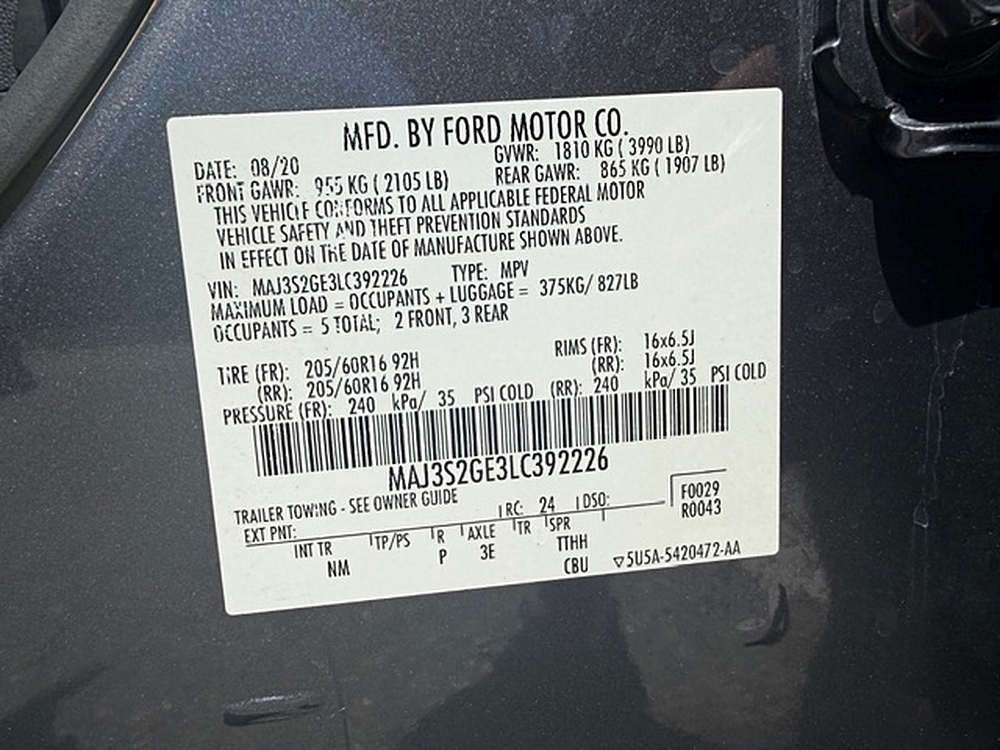 MFD. BY FORD MOTOR CO.
DATE: 08/20 GVWR: 1810 KG ( 3990 LB)
FRONT GAWR: 955 KG ( 2105 LB) REAR GAWR: 865 KG ( 1907 LB)
THIS VEHICLE CONFORMS TO ALL APPLICABLE FEDERAL MOTOR
VEHICLE SAFETY AND THEFT PREVENTION STANDARDS
IN EFFECT ON THE DATE OF MANUFACTURE SHOWN ABOVE.
VIN: MAJ3S2GE3LC392226 TYPE: MPV
MAXIMUM LOAD = OCCUPANTS + LUGGAGE = 375KG/ 827LB
OCCUPANTS = 5 TOTAL; 2 FRONT, 3 REAR
TIRE (FR): 205/60R16 92H RIMS (FR): 16x6.5J
(RR): 205/60R16 92H (RR): 16x6.5J
PRESSURE (FR): 240 kPa/ 35 PSI COLD (RR): 240 kPa/ 35 PSI COLD
MAJ3S2GE3LC392226
TRAILER TOWING - SEE OWNER GUIDE
EXT PNT: RC: 24 DSO: F0029
R0043
INT TR TP/PS R AXLE TR SPR
NM P 3E TTHH
CBU ▽5U5A-5420472-AA